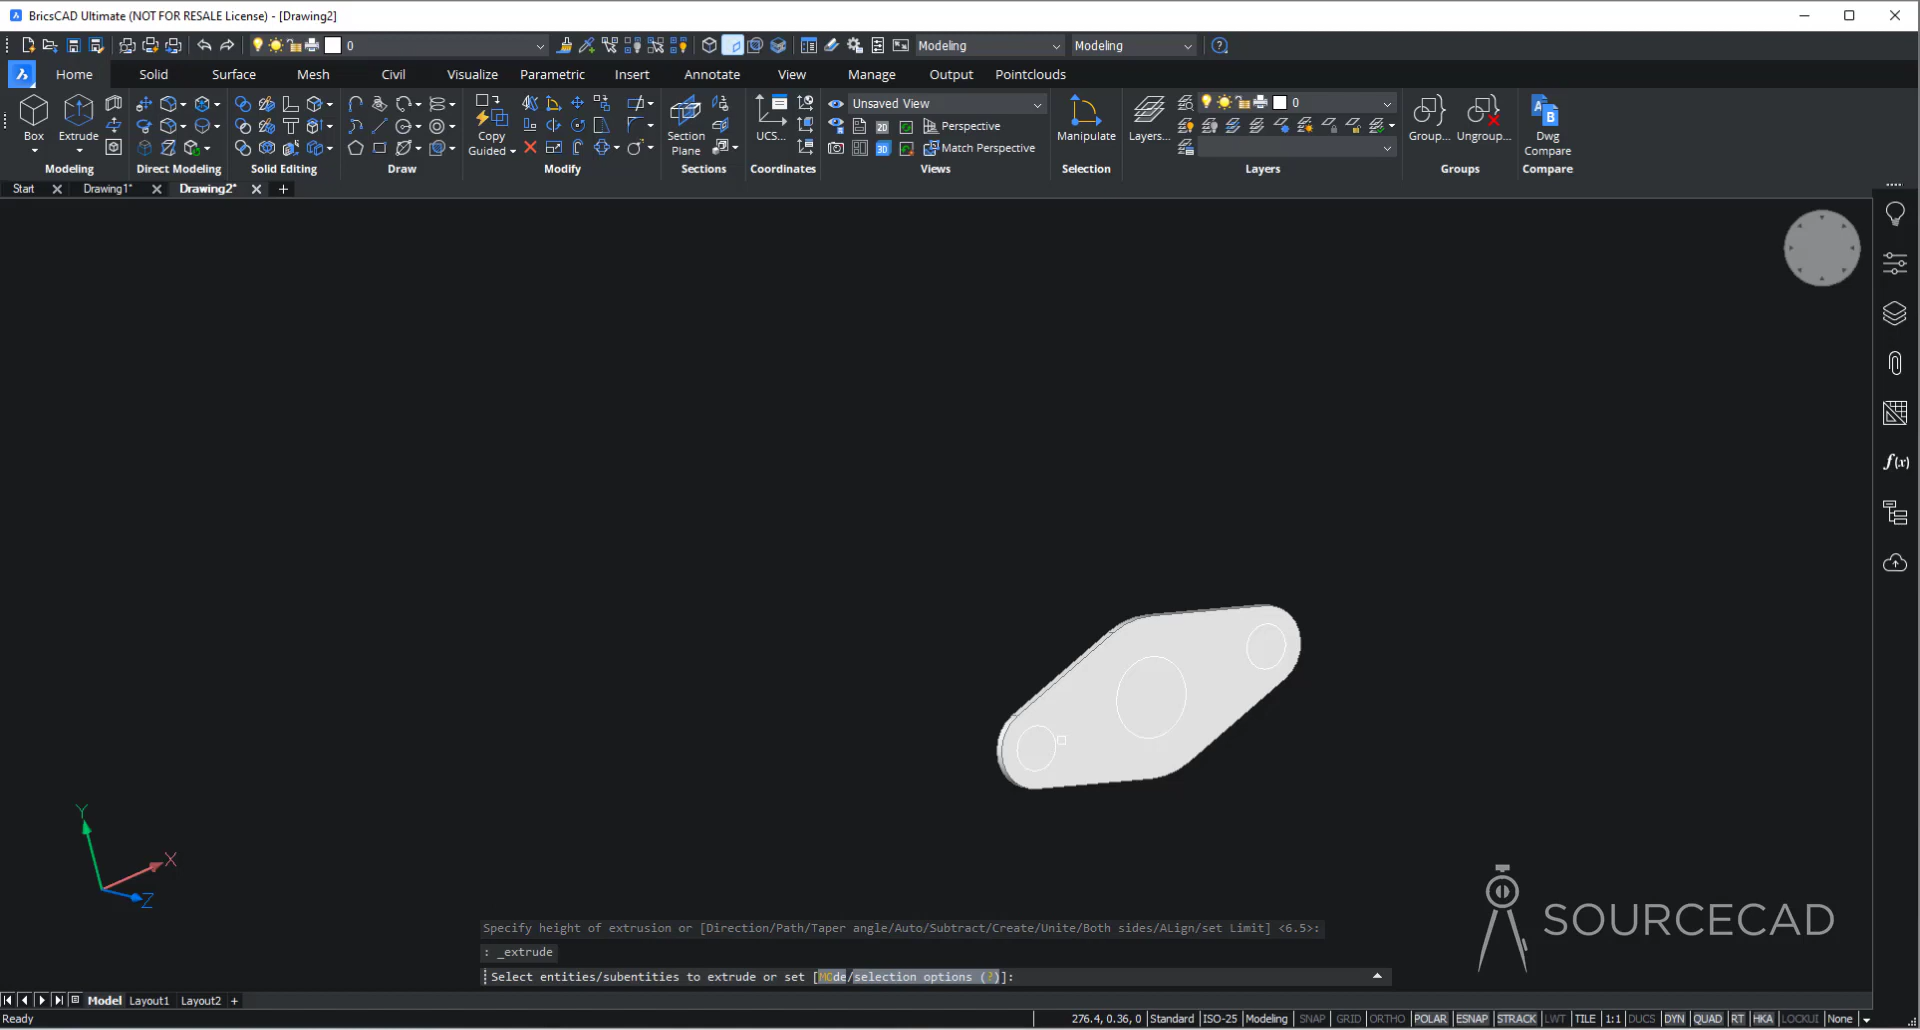 BricsCAD Ultimate (NOT FOR RESALE License) - [Drawing2]
0 Modeling Modeling
Home Solid Surface Mesh Civil Visualize Parametric Insert Annotate View Manage Output Pointclouds
Unsaved View 0
Perspective
Box Extrude Copy Section UCS... Manipulate Layers... Group... Ungroup... Dwg
Guided Plane 3D Match Perspective Compare
Modeling Direct Modeling Solid Editing Draw Modify Sections Coordinates Views Selection Layers Groups Compare
Start Drawing1* Drawing2*
f(x)
Y
X
Z
SOURCECAD
Specify height of extrusion or [Direction/Path/Taper angle/Auto/Subtract/Create/Unite/Both sides/ALign/set Limit] <6.5>:
: _extrude
Select entities/subentities to extrude or set [MOde/selection options (?)]:
Model Layout1 Layout2
Ready 276.4, 0.36, 0 Standard ISO-25 Modeling SNAP GRID ORTHO POLAR ESNAP STRACK LWT TILE 1:1 DUCS DYN QUAD RT HKA LOCKUI None